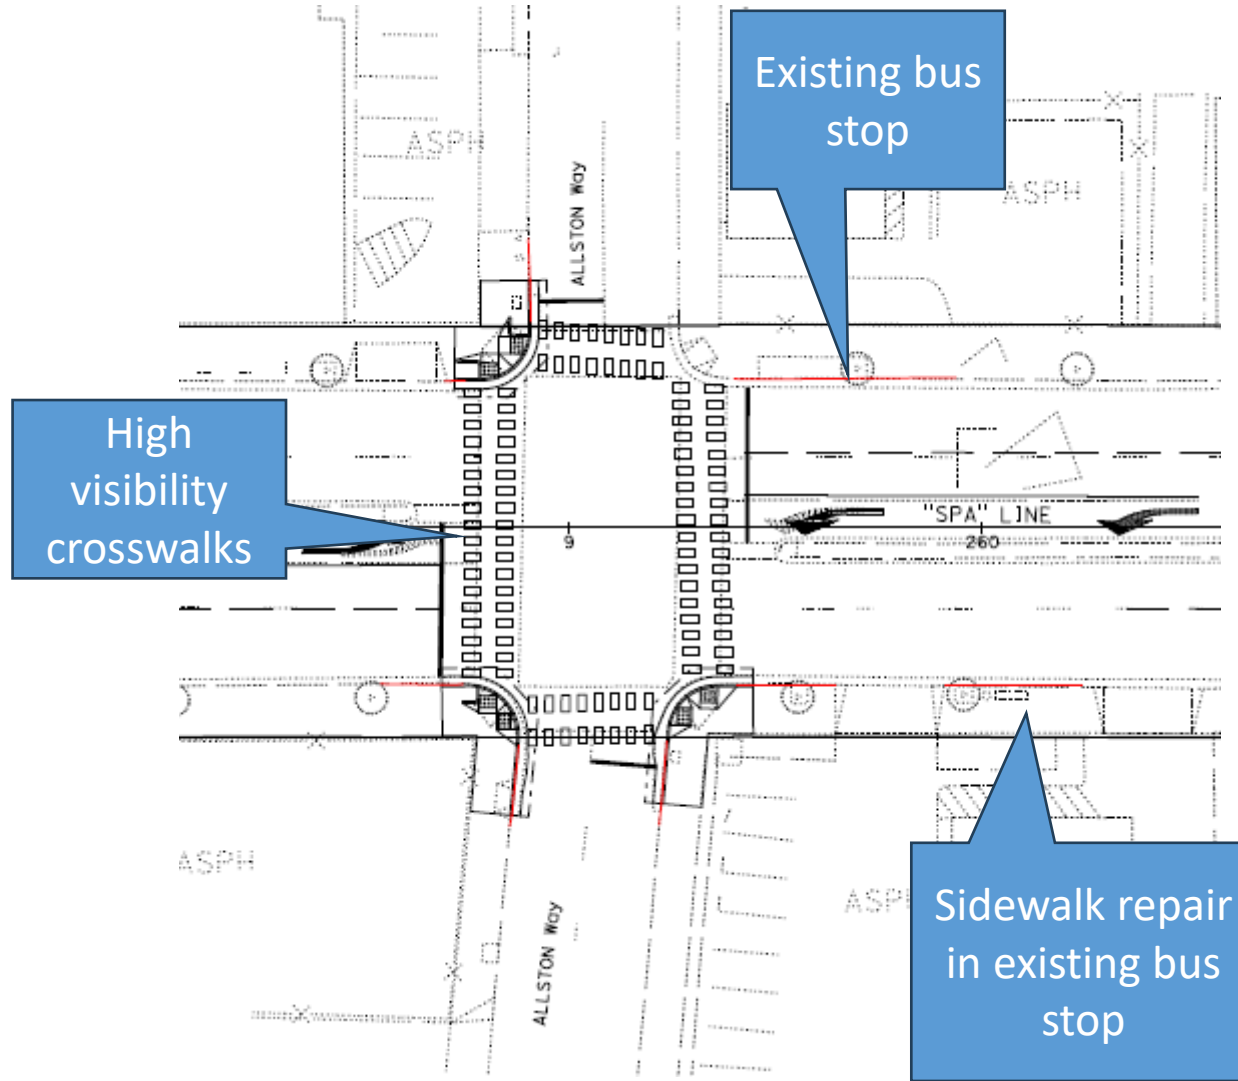 Existing bus
stop
ASPH
ASPH
ALLSTON Way
High
visibility
crosswalks
"SPA" LINE
9
260
ASPH
ASPH
ALLSTON Way
Sidewalk repair
in existing bus
stop